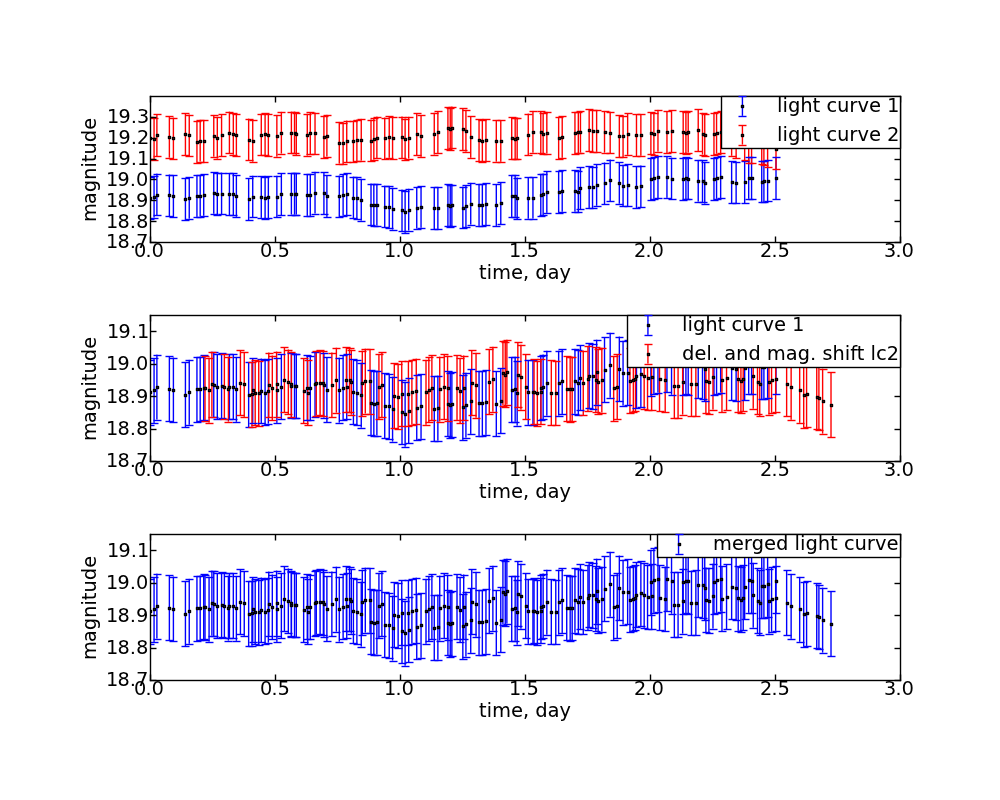 19.3
19.2
19.1
19.0
18.9
18.8
18.7
magnitude
light curve 1
light curve 2
0.0 0.5 1.0 1.5 2.0 2.5 3.0
time, day
19.1
19.0
18.9
18.8
18.7
magnitude
light curve 1
del. and mag. shift lc2
0.0 0.5 1.0 1.5 2.0 2.5 3.0
time, day
19.1
19.0
18.9
18.8
18.7
magnitude
merged light curve
0.0 0.5 1.0 1.5 2.0 2.5 3.0
time, day